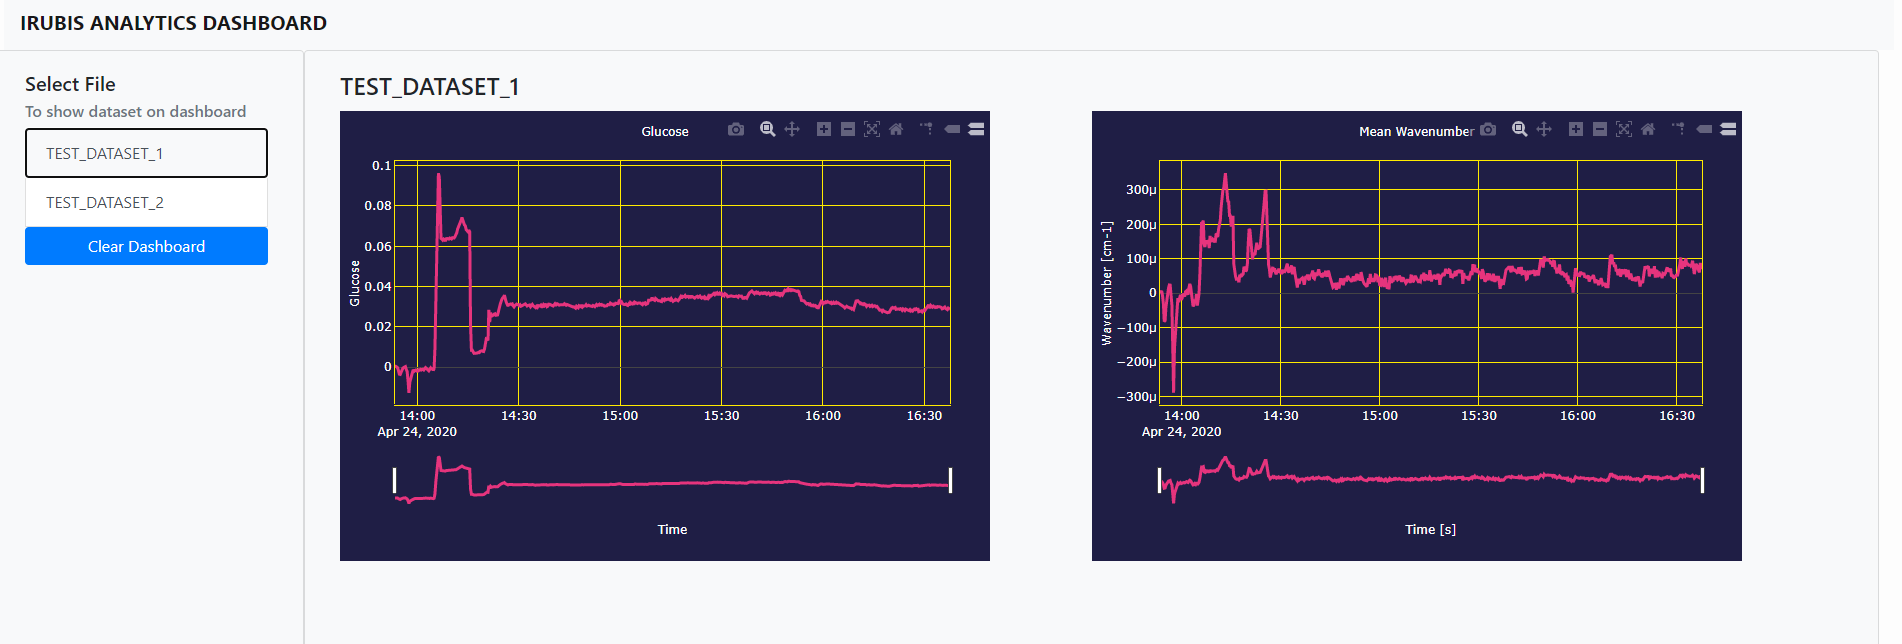 IRUBIS ANALYTICS DASHBOARD
Select File
To show dataset on dashboard
TEST_DATASET_1
TEST_DATASET_2
Clear Dashboard
TEST_DATASET_1
Glucose
Glucose
0.1
0.08
0.06
0.04
0.02
0
14:00 14:30 15:00 15:30 16:00 16:30
Apr 24, 2020
Time
Mean Wavenumber
Wavenumber [cm-1]
300μ
200μ
100μ
0
−100μ
−200μ
−300μ
14:00 14:30 15:00 15:30 16:00 16:30
Apr 24, 2020
Time [s]